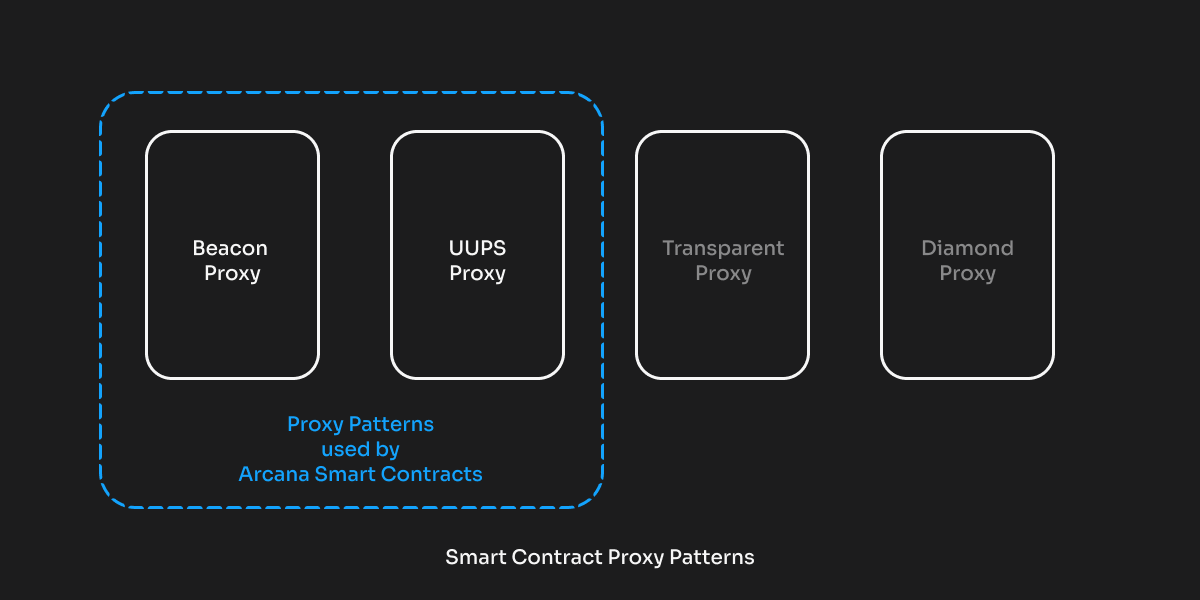 Beacon
Proxy
UUPS
Proxy
Transparent
Proxy
Diamond
Proxy
Proxy Patterns
used by
Arcana Smart Contracts
Smart Contract Proxy Patterns